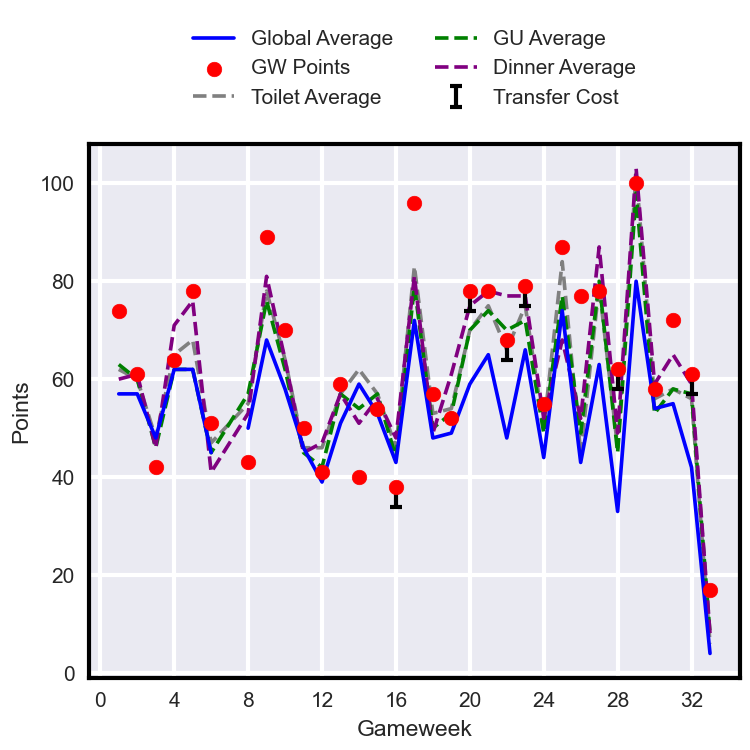 Global Average
GW Points
Toilet Average
GU Average
Dinner Average
Transfer Cost
Points
100
80
60
40
20
0
0 4 8 12 16 20 24 28 32
Gameweek